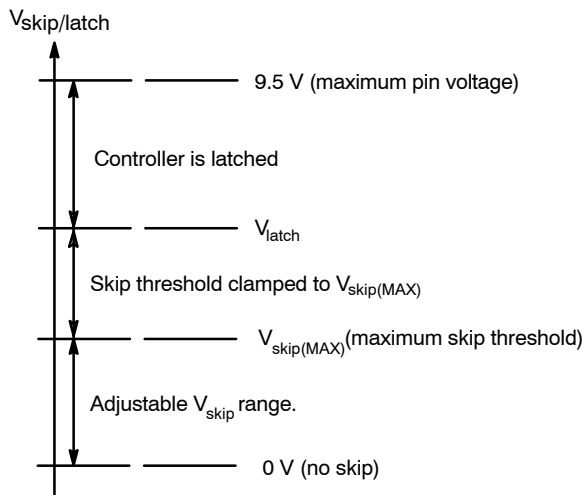 Vskip/latch
9.5 V (maximum pin voltage)
Controller is latched
Vlatch
Skip threshold clamped to Vskip(MAX)
Vskip(MAX) (maximum skip threshold)
Adjustable Vskip range.
0 V (no skip)